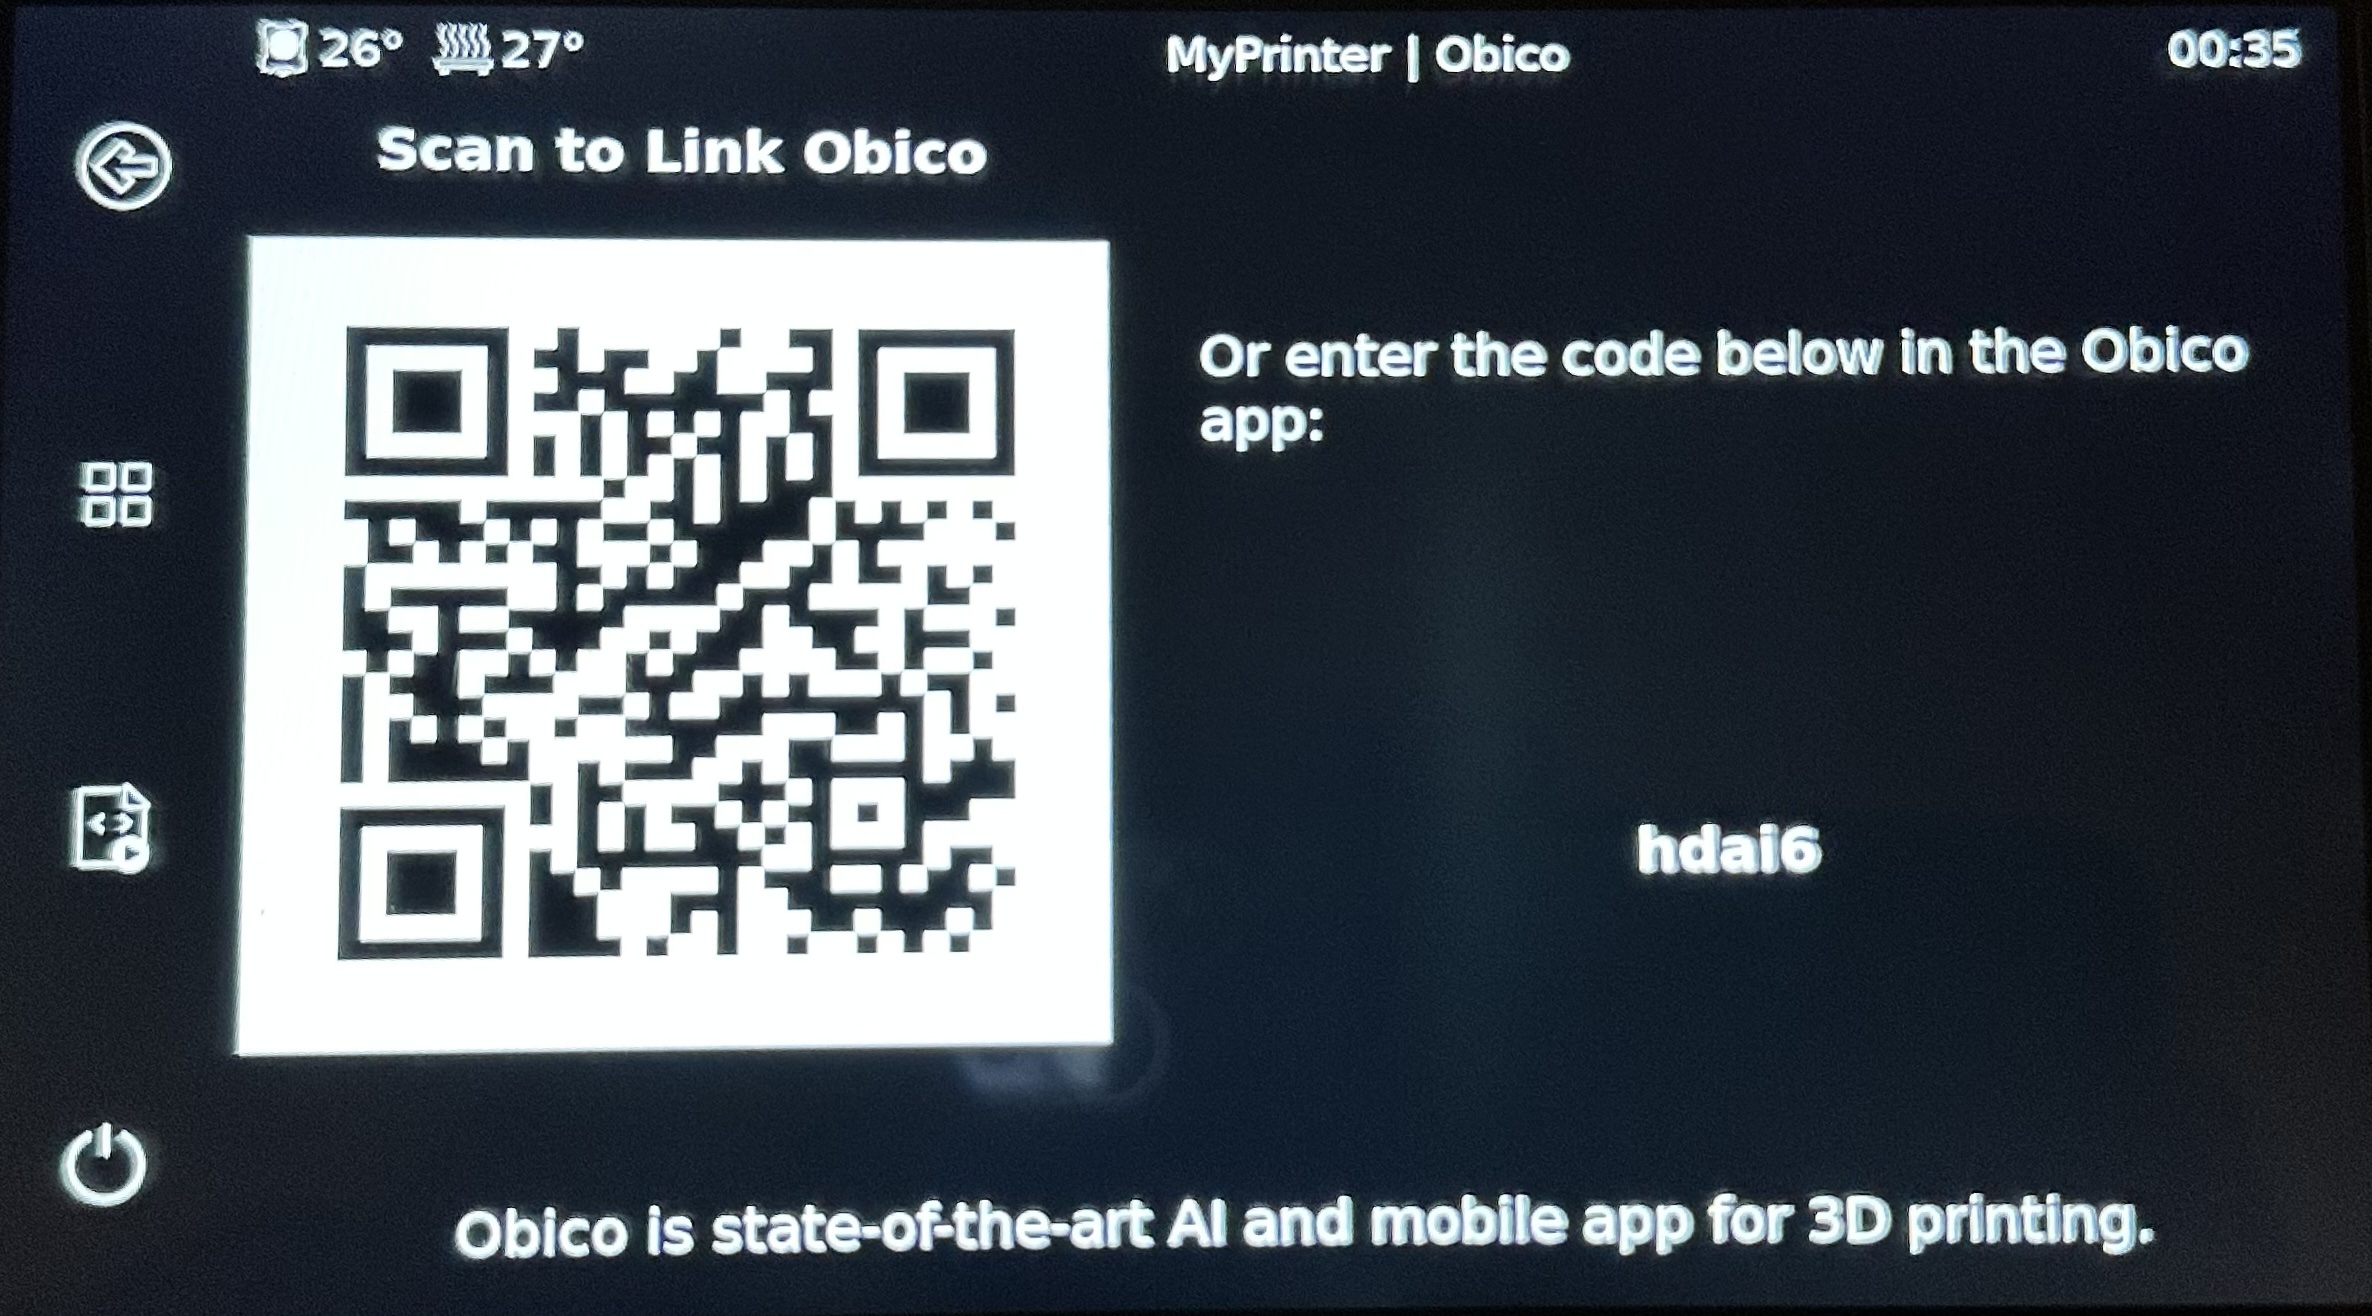 26° 27° MyPrinter | Obico 00:35
Scan to Link Obico
Or enter the code below in the Obico
app:
hdai6
Obico is state-of-the-art AI and mobile app for 3D printing.